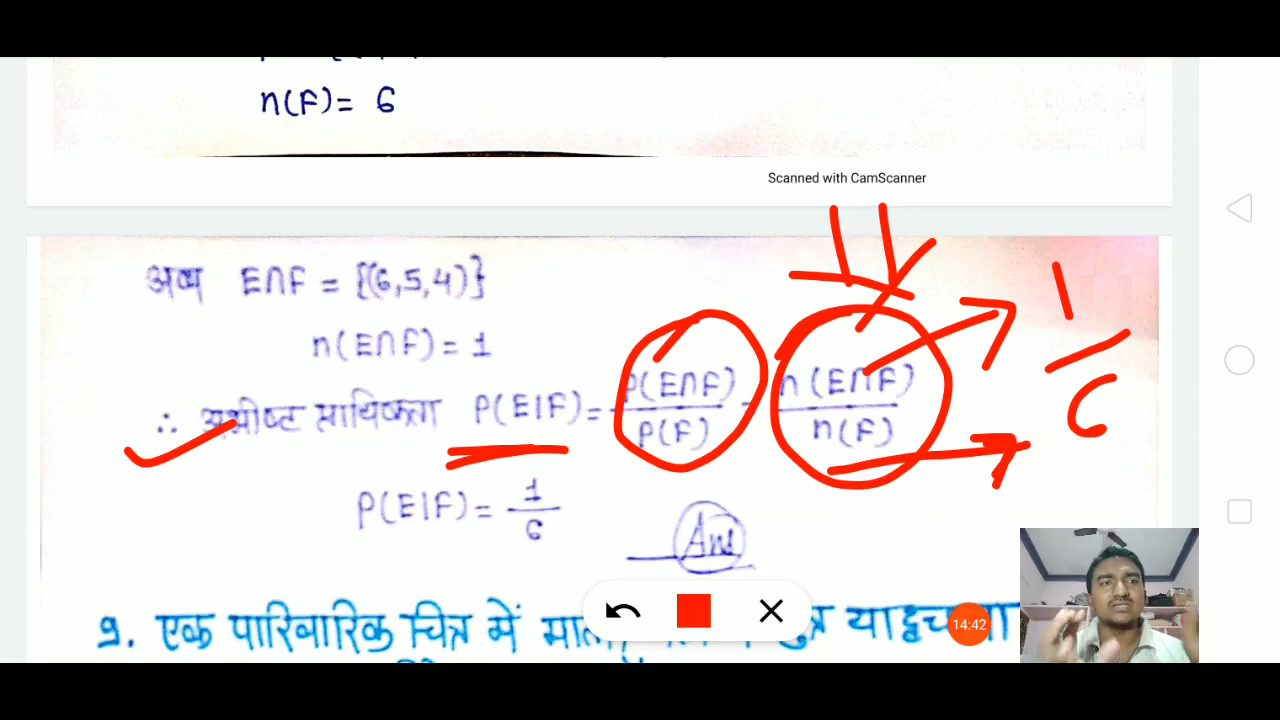 n(F) = 6
Scanned with CamScanner
अब E∩F = {(6,5,4)}
n(E∩F) = 1
∴ अभीष्ट प्रायिकता P(E|F) = P(E∩F)/P(F) = n(E∩F)/n(F)
1/6
P(E|F) = 1/6
Ans
9. एक पारिवारिक चित्र में माता
14:42